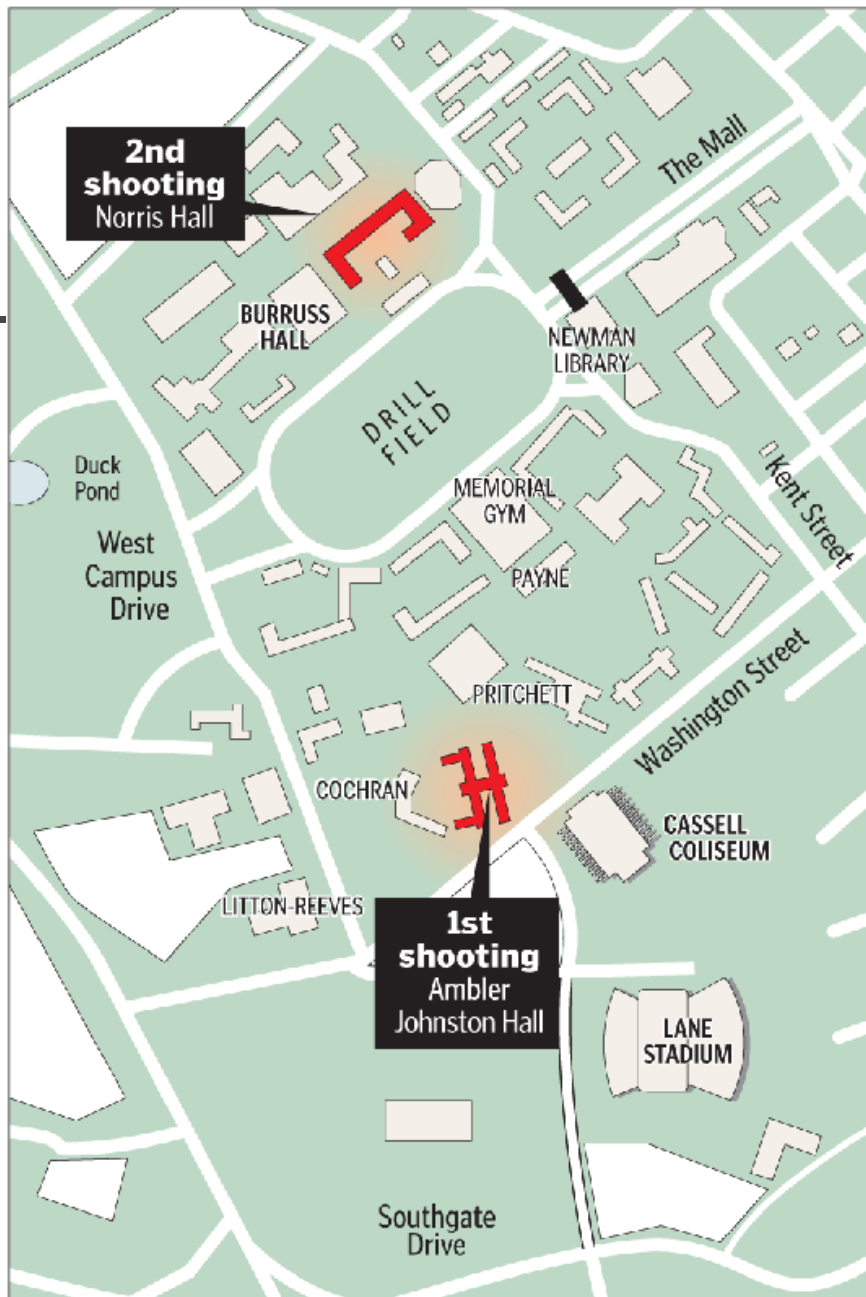 2nd
shooting
Norris Hall
The Mall
BURRUSS
HALL
NEWMAN
LIBRARY
DRILL
FIELD
Duck
Pond
MEMORIAL
GYM
Kent Street
West
Campus
Drive
PAYNE
PRITCHETT
Washington Street
COCHRAN
CASSELL
COLISEUM
LITTON-REEVES
1st
shooting
Ambler
Johnston Hall
LANE
STADIUM
Southgate
Drive